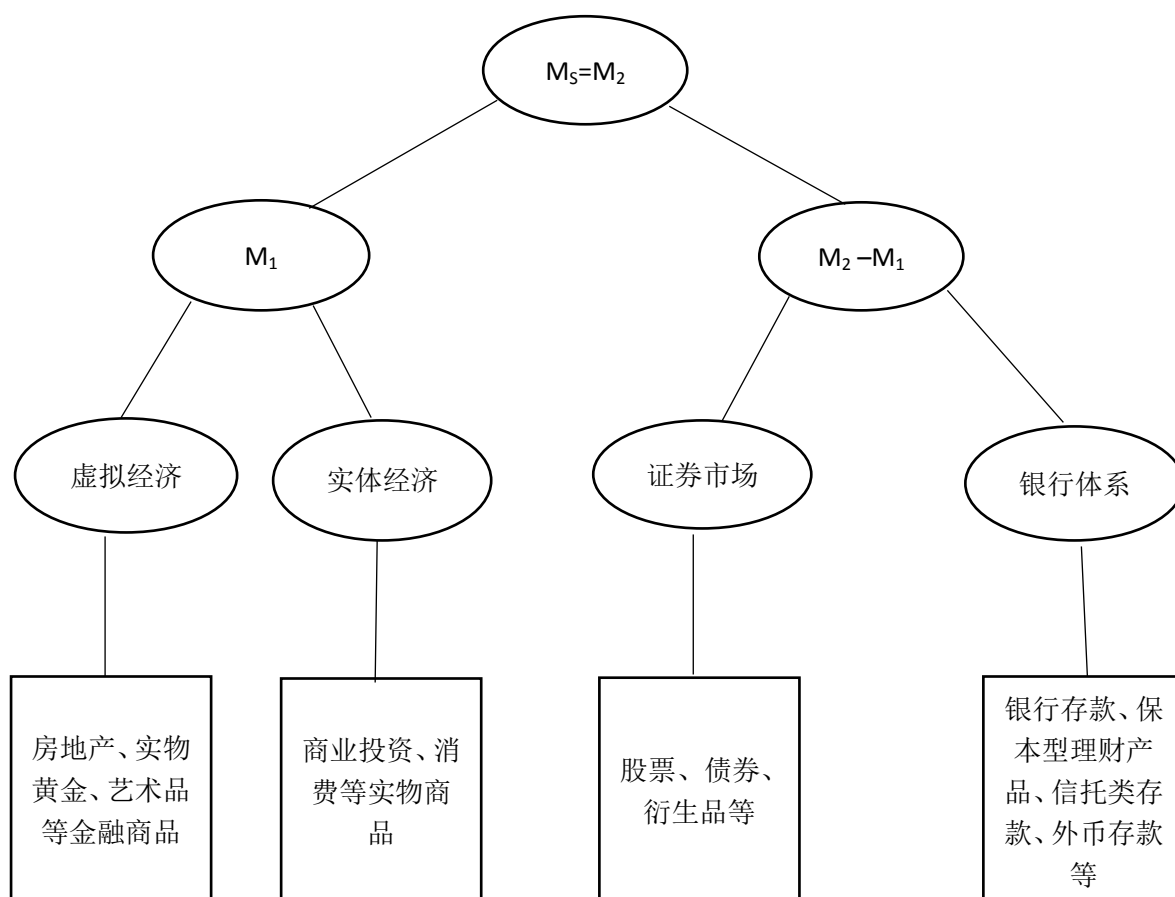 M₅=M₂
M₁
M₂ –M₁
虚拟经济
实体经济
证券市场
银行体系
房地产、实物
黄金、艺术品
等金融商品
商业投资、消
费等实物商
品
股票、债券、
衍生品等
银行存款、保
本型理财产
品、信托类存
款、外币存款
等